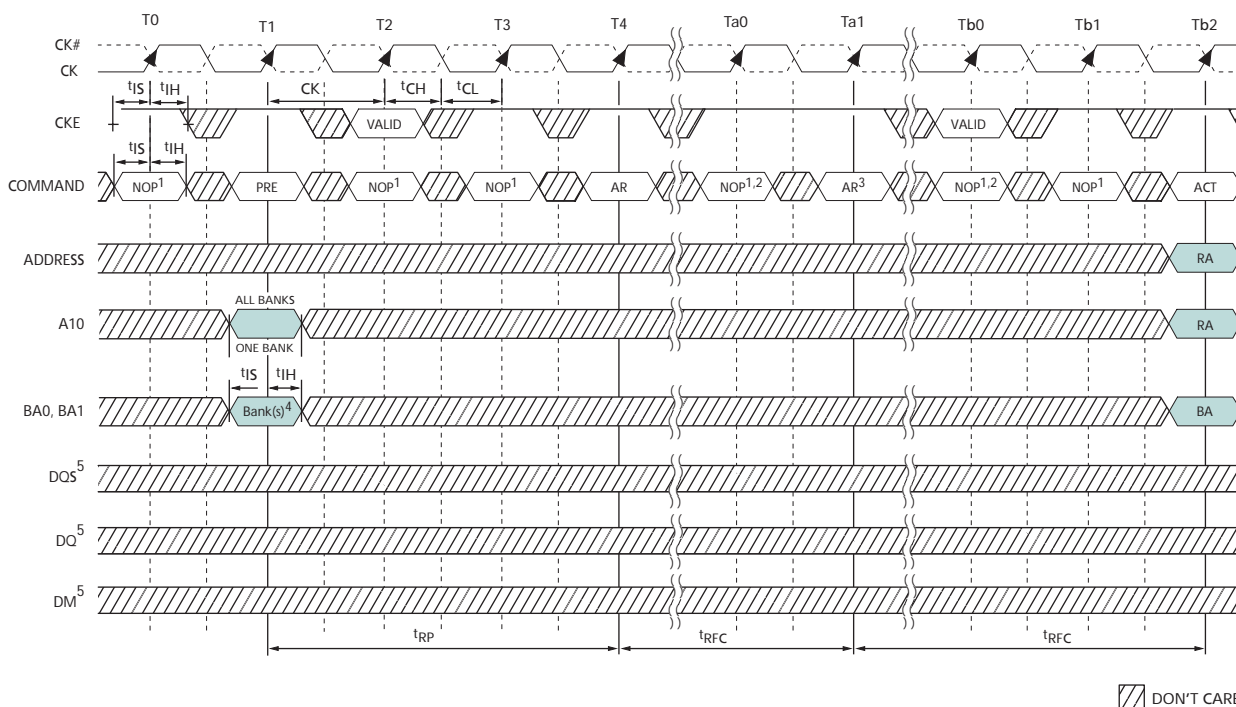 T0 T1 T2 T3 T4 Ta0 Ta1 Tb0 Tb1 Tb2
CK#
CK
tIS tIH CK tCH tCL
CKE VALID VALID
tIS tIH
COMMAND NOP1 PRE NOP1 NOP1 AR NOP1,2 AR3 NOP1,2 NOP1 ACT
ADDRESS RA
ALL BANKS
A10 RA
ONE BANK
tIS tIH
BA0, BA1 Bank(s)4 BA
DQS5
DQ5
DM5
tRP tRFC tRFC
DON'T CARE